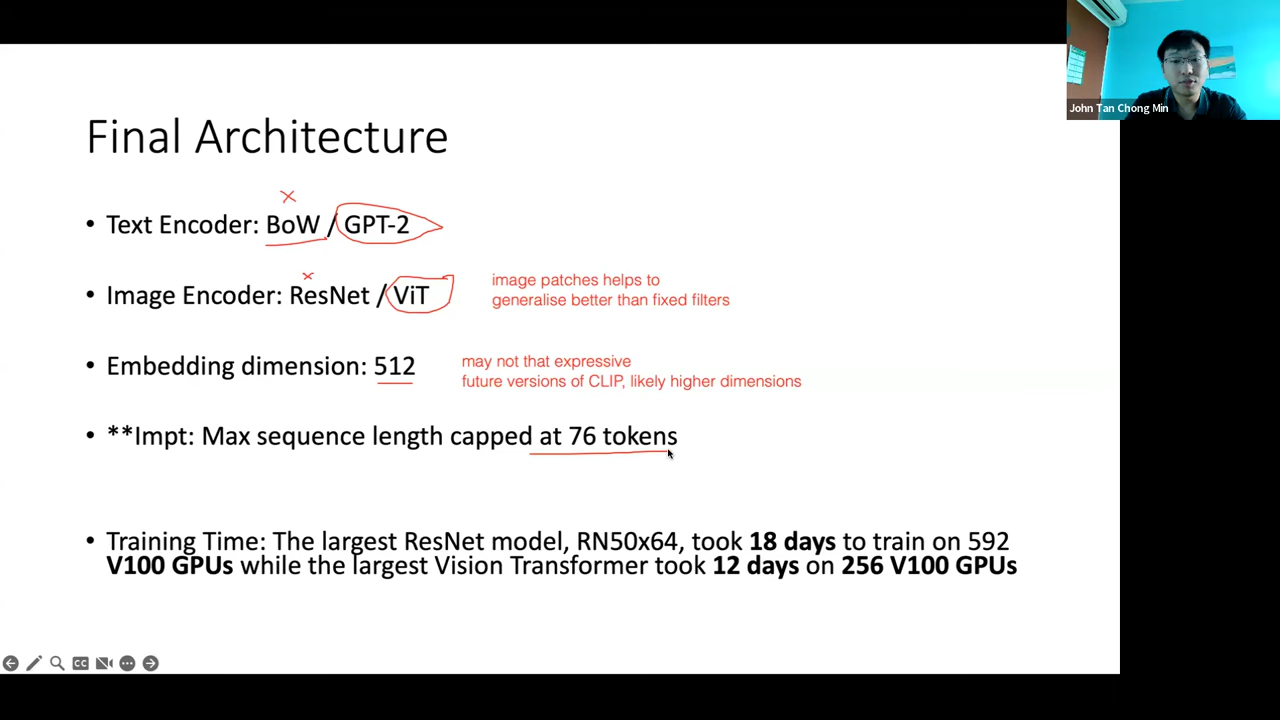 John Tan Chong Min
Final Architecture
• Text Encoder: BoW / GPT-2
• Image Encoder: ResNet / ViT
image patches helps to
generalise better than fixed filters
• Embedding dimension: 512
may not that expressive
future versions of CLIP, likely higher dimensions
• **Impt: Max sequence length capped at 76 tokens
• Training Time: The largest ResNet model, RN50x64, took 18 days to train on 592
V100 GPUs while the largest Vision Transformer took 12 days on 256 V100 GPUs
CC